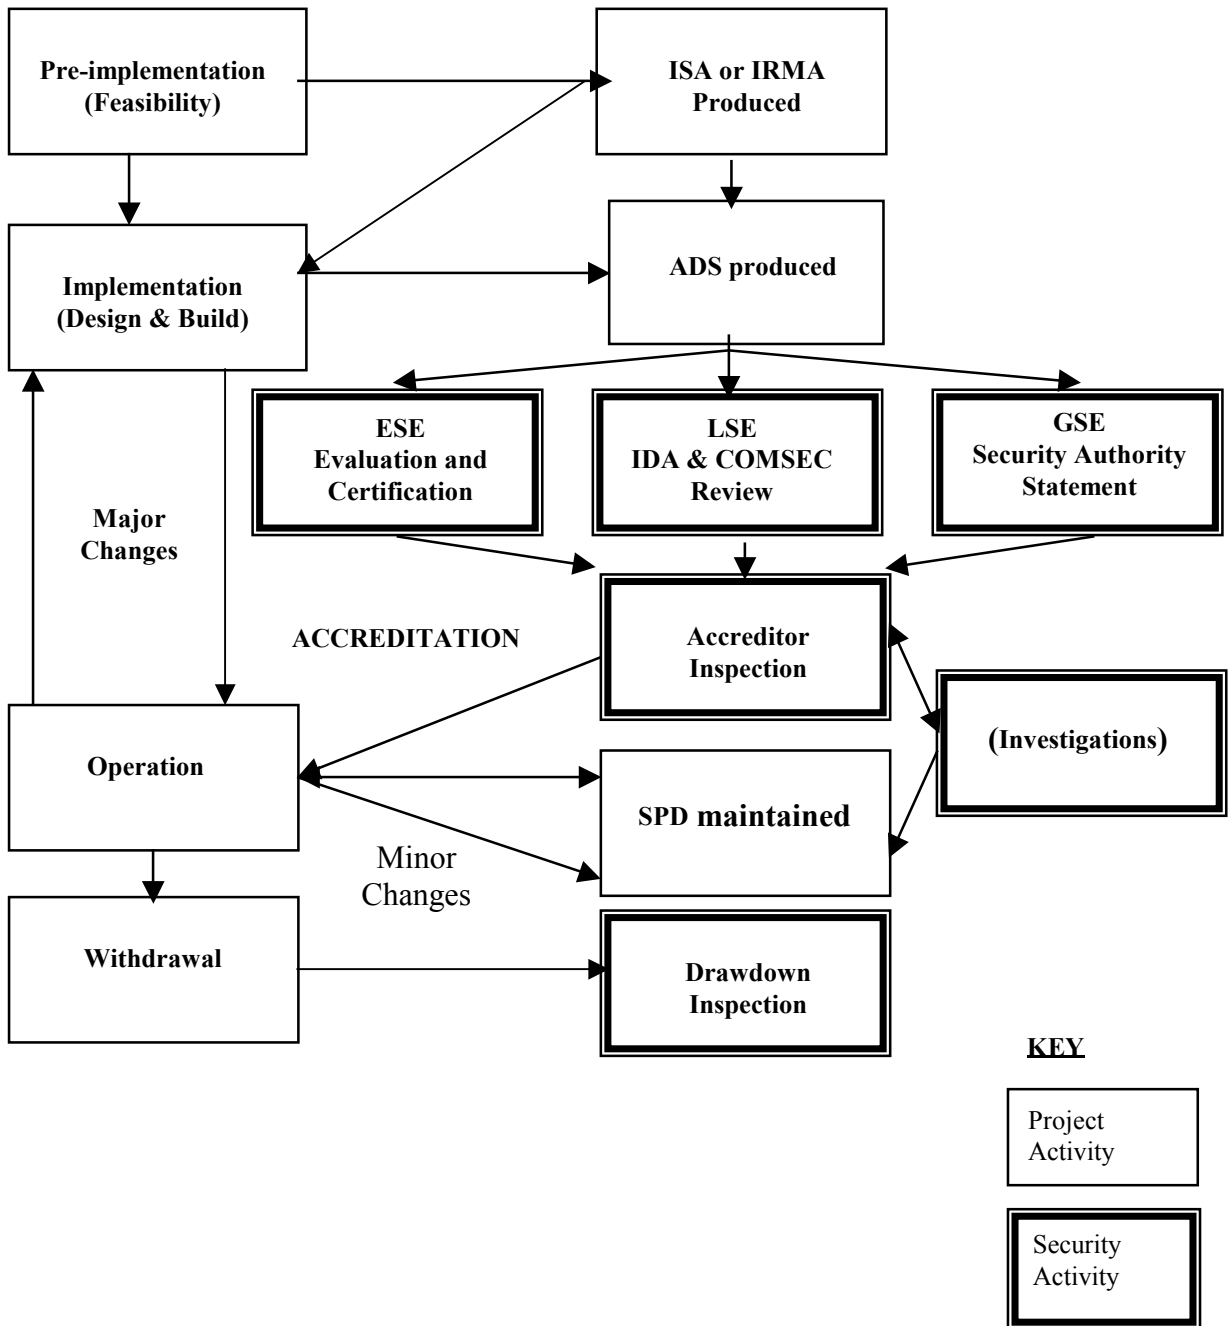 Pre-implementation
(Feasibility)
ISA or IRMA
Produced
Implementation
(Design & Build)
ADS produced
ESE
Evaluation and
Certification
LSE
IDA & COMSEC
Review
GSE
Security Authority
Statement
Major
Changes
ACCREDITATION
Accreditor
Inspection
(Investigations)
Operation
SPD maintained
Minor
Changes
Withdrawal
Drawdown
Inspection
KEY
Project
Activity
Security
Activity